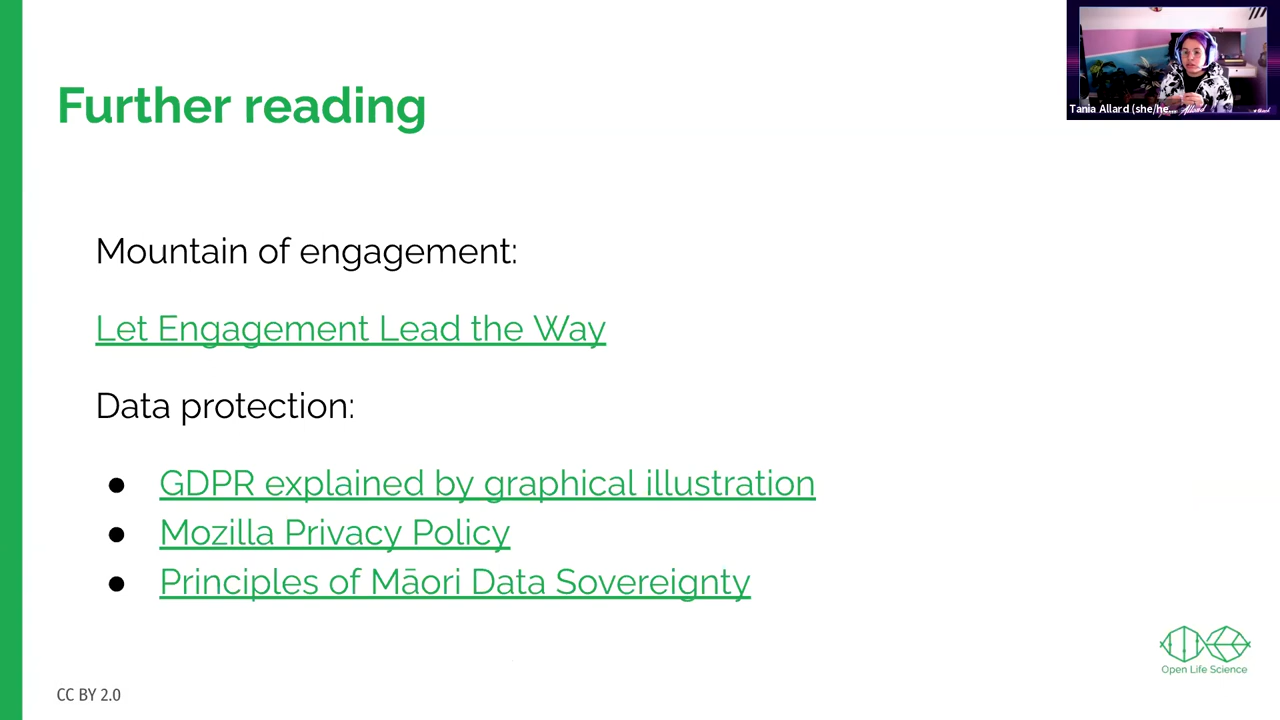 Further reading
Tania Allard (she/he...
Mountain of engagement:
Let Engagement Lead the Way
Data protection:
● GDPR explained by graphical illustration
● Mozilla Privacy Policy
● Principles of Māori Data Sovereignty
Open Life Science
CC BY 2.0